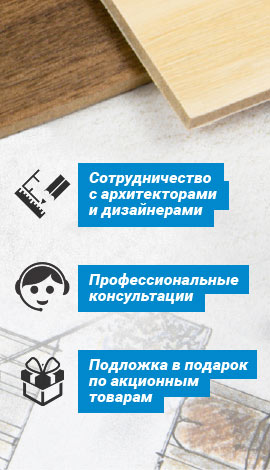 Сотрудничество
с архитекторами
и дизайнерами
Профессиональные
консультации
Подложка в подарок
по акционным
товарам